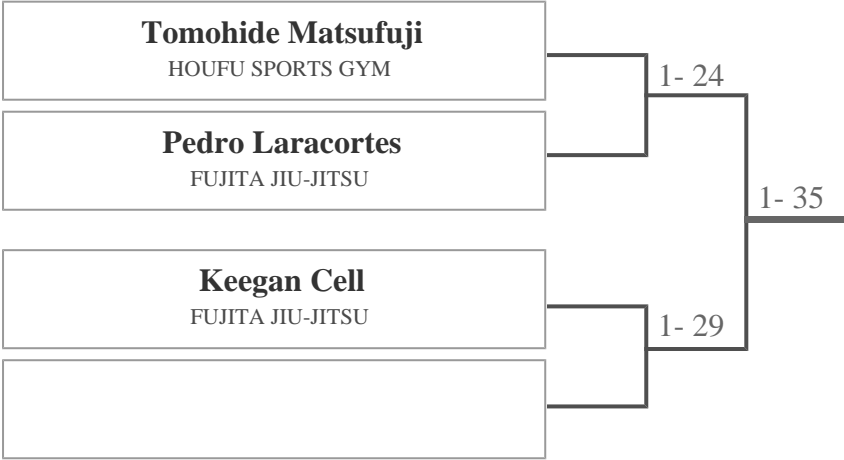 Tomohide Matsufuji
HOUFU SPORTS GYM
1- 24
Pedro Laracortes
FUJITA JIU-JITSU
1- 35
Keegan Cell
FUJITA JIU-JITSU
1- 29